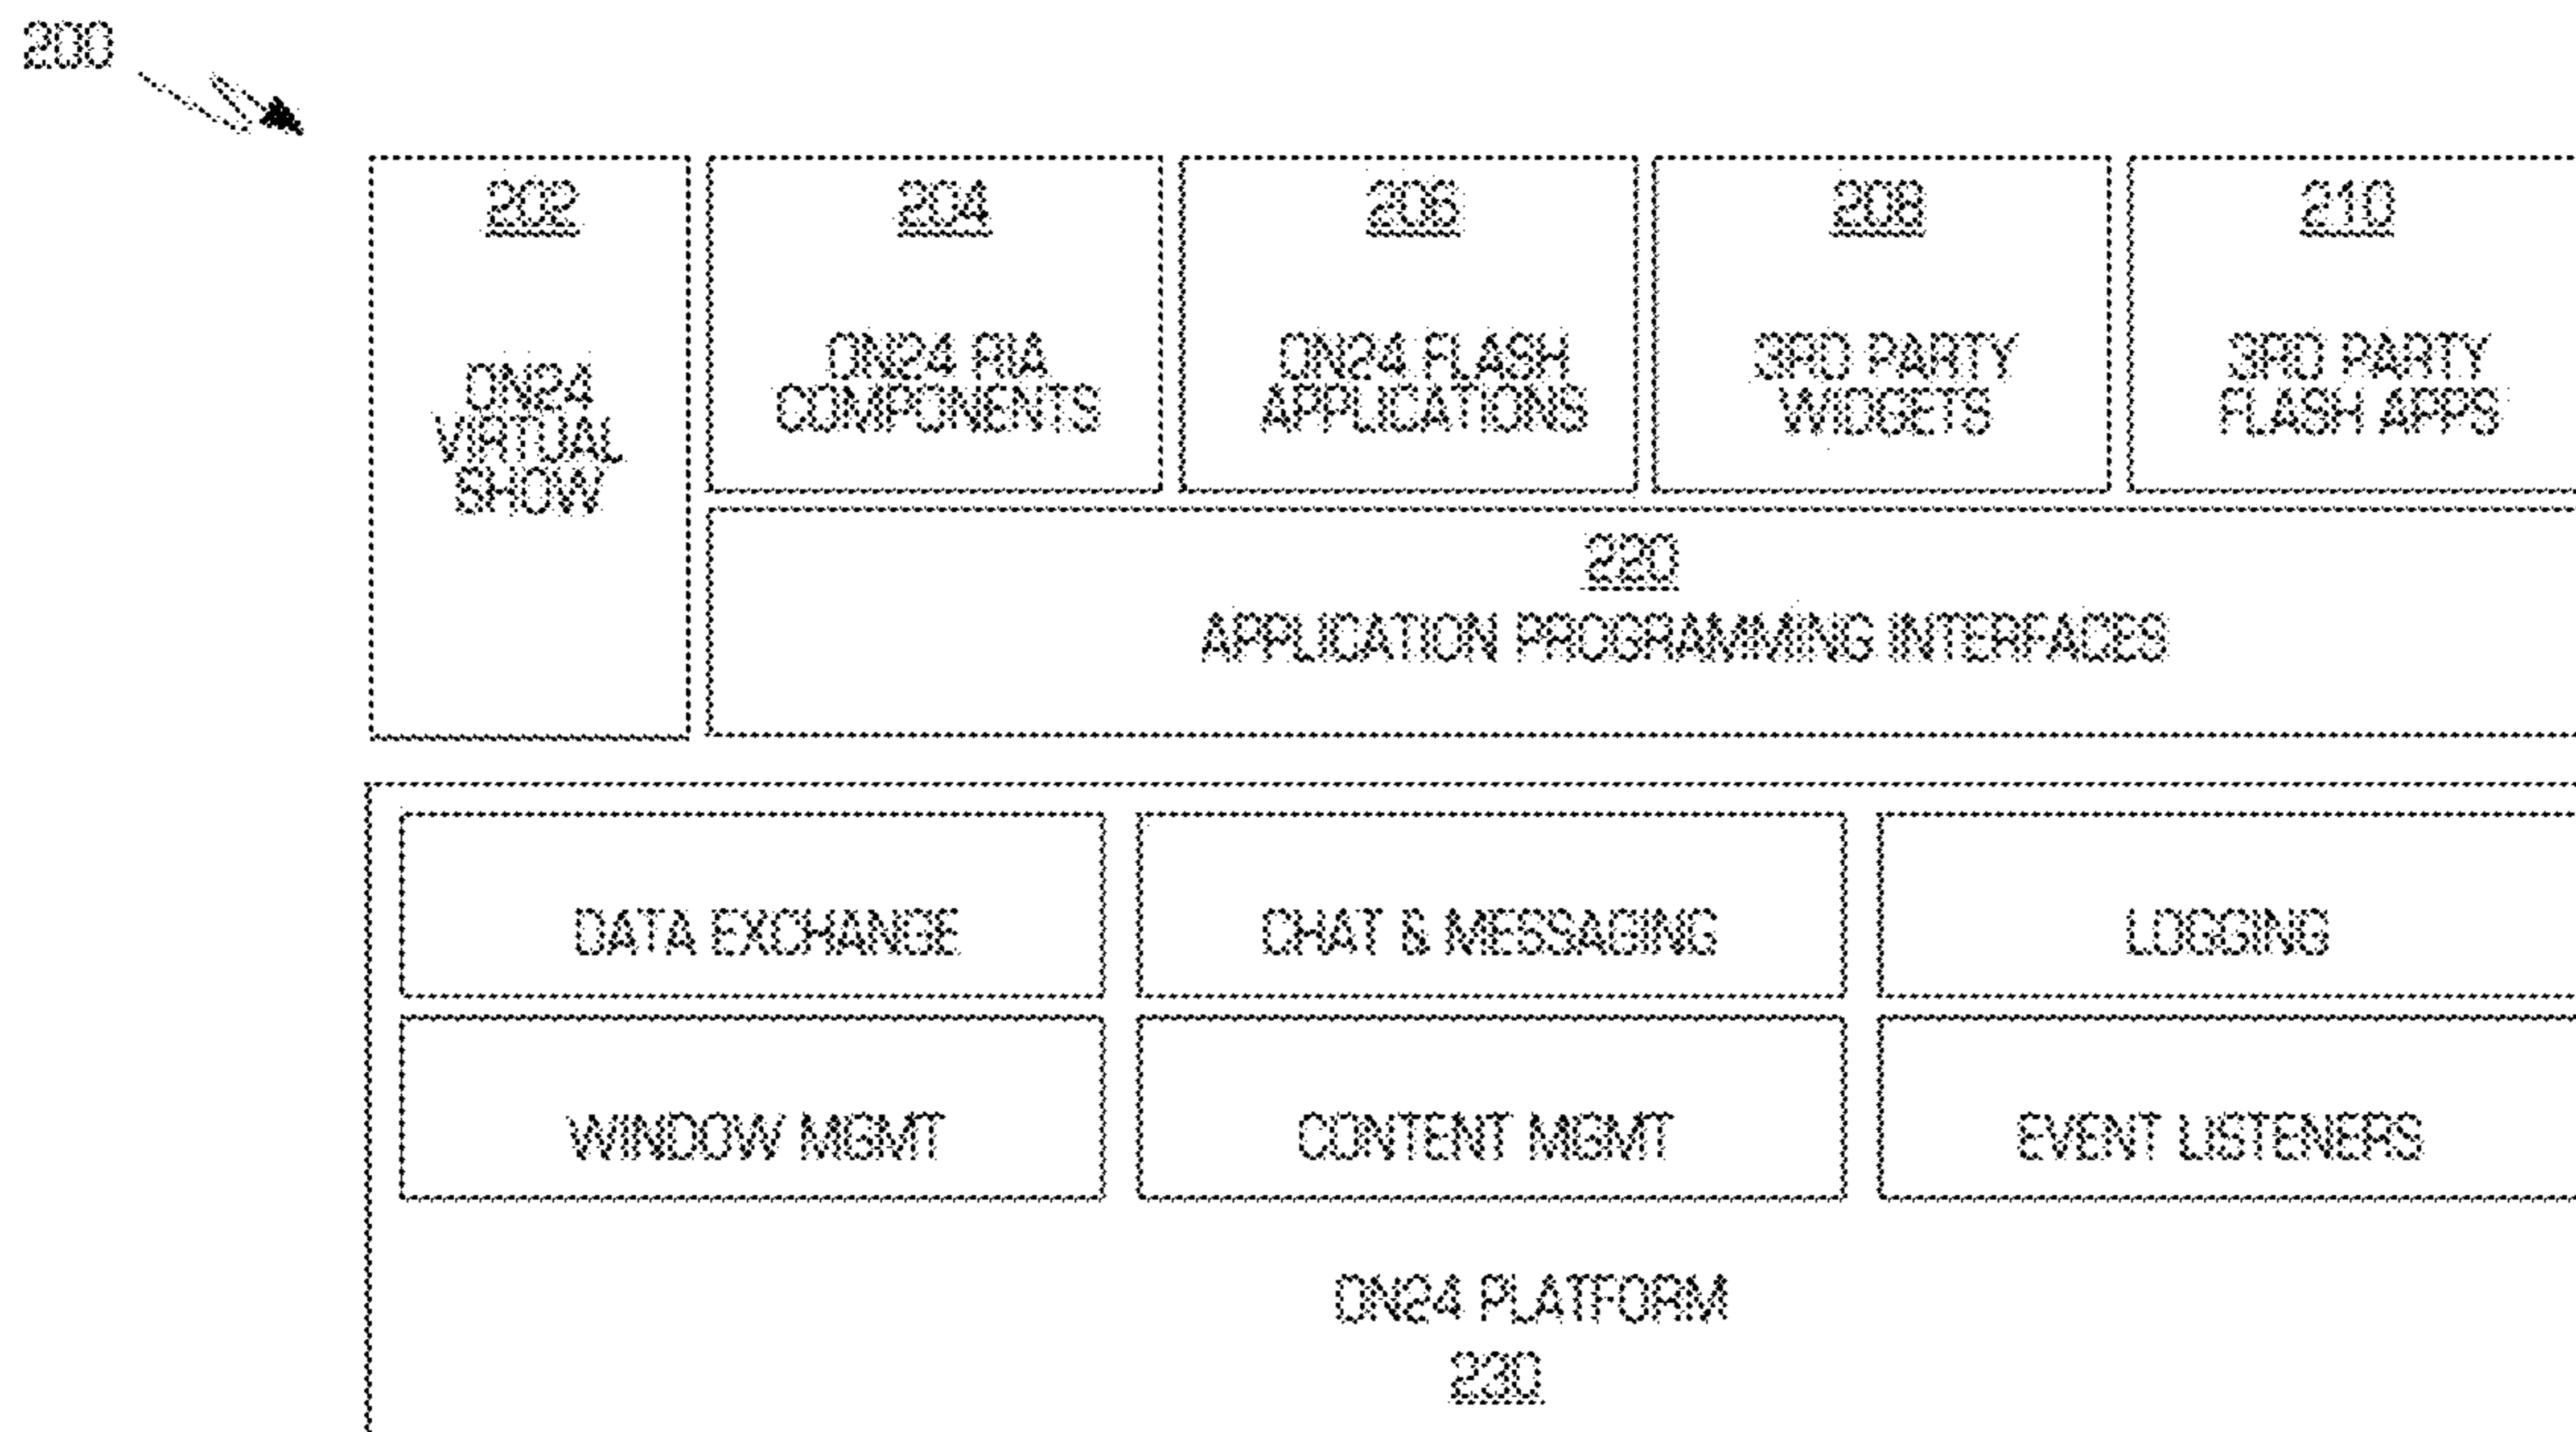 200
202
ON24
VIRTUAL
SHOW
204
ON24 RIA
COMPONENTS
206
ON24 FLASH
APPLICATIONS
208
3RD PARTY
WIDGETS
210
3RD PARTY
FLASH APPS
220
APPLICATION PROGRAMMING INTERFACES
DATA EXCHANGE
CHAT & MESSAGING
LOGGING
WINDOW MGMT
CONTENT MGMT
EVENT LISTENERS
ON24 PLATFORM
230